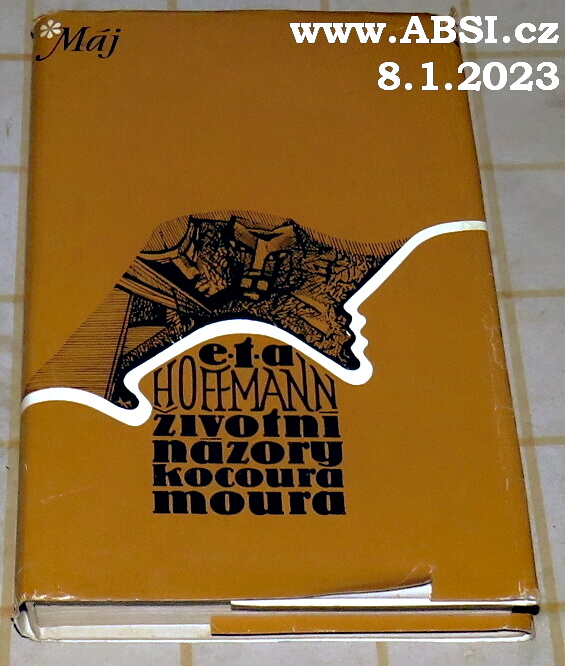 www.ABSI.cz
8.1.2023
*Máj
e·t·a
HOFFMANN
životní
názory
kocoura
moura